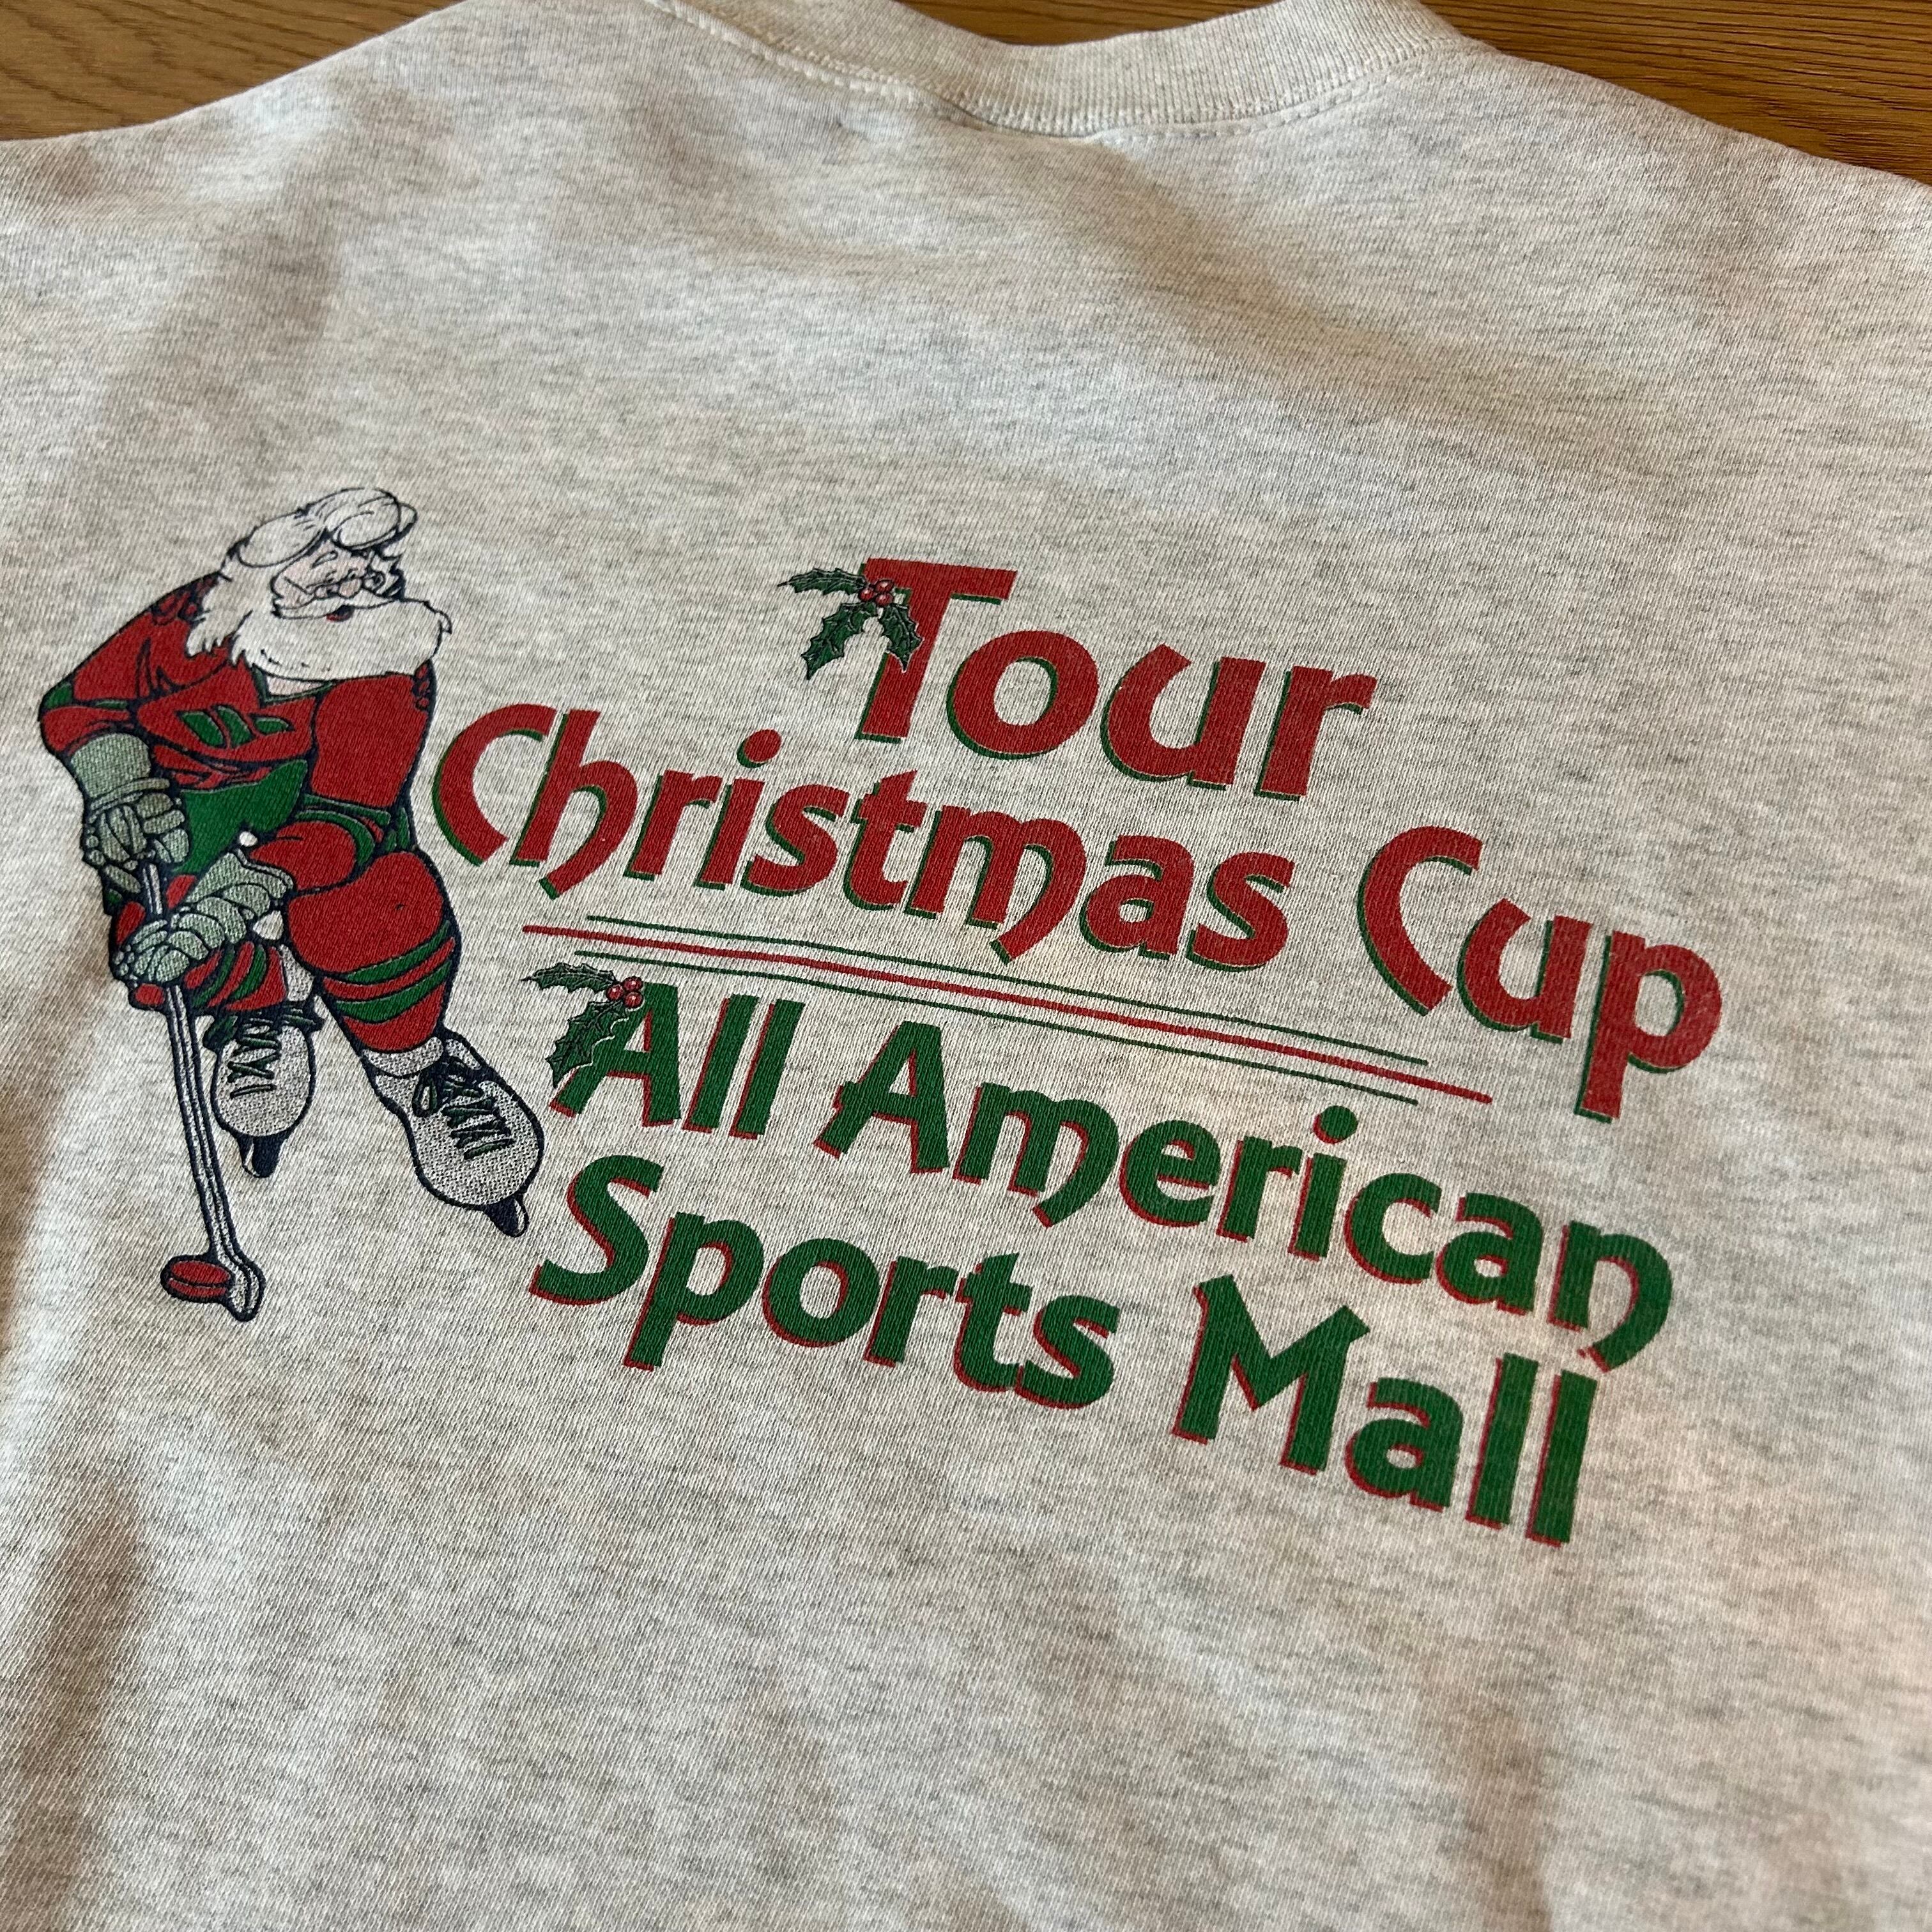 Tour
Christmas Cup
All American
Sports Mall